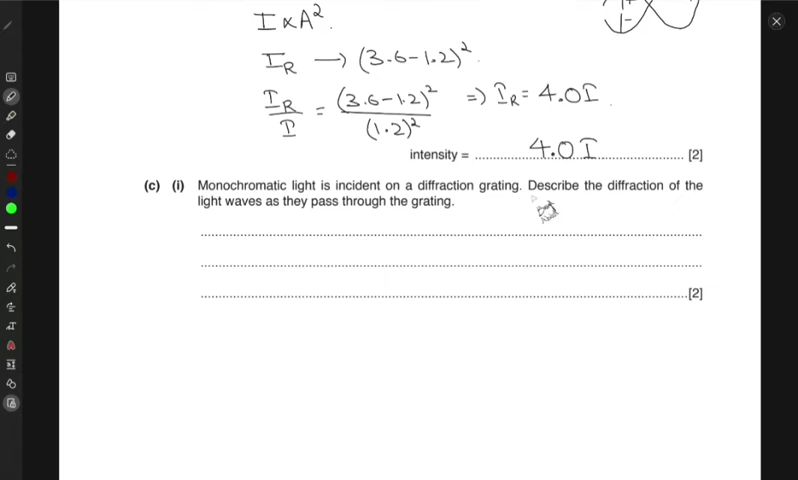 I ∝ A².
I_R → (3.6-1.2)².
I_R/I = (3.6-1.2)²/(1.2)² => I_R = 4.0I.
intensity = 4.0I [2]
(c) (i) Monochromatic light is incident on a diffraction grating. Describe the diffraction of the
light waves as they pass through the grating.
[2]